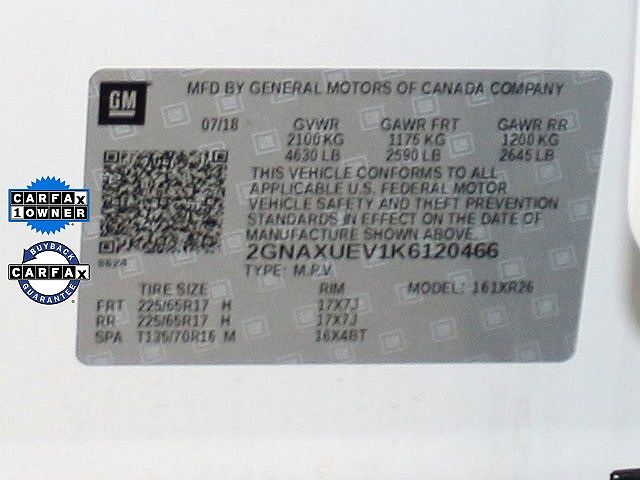 GM
MFD BY GENERAL MOTORS OF CANADA COMPANY
07/18 GVWR GAWR FRT GAWR RR
2100 KG 1175 KG 1200 KG
4630 LB 2590 LB 2645 LB
THIS VEHICLE CONFORMS TO ALL
APPLICABLE U.S. FEDERAL MOTOR
VEHICLE SAFETY AND THEFT PREVENTION
STANDARDS IN EFFECT ON THE DATE OF
MANUFACTURE SHOWN ABOVE.
8624
2GNAXUEV1K6120466
TYPE: M.P.V.
TIRE SIZE RIM MODEL: 161XR26
FRT 225/65R17 H 17X7J
RR 225/65R17 H 17X7J
SPA T135/70R16 M 16X4BT
CARFAX
1 OWNER
BUYBACK
CARFAX
GUARANTEE